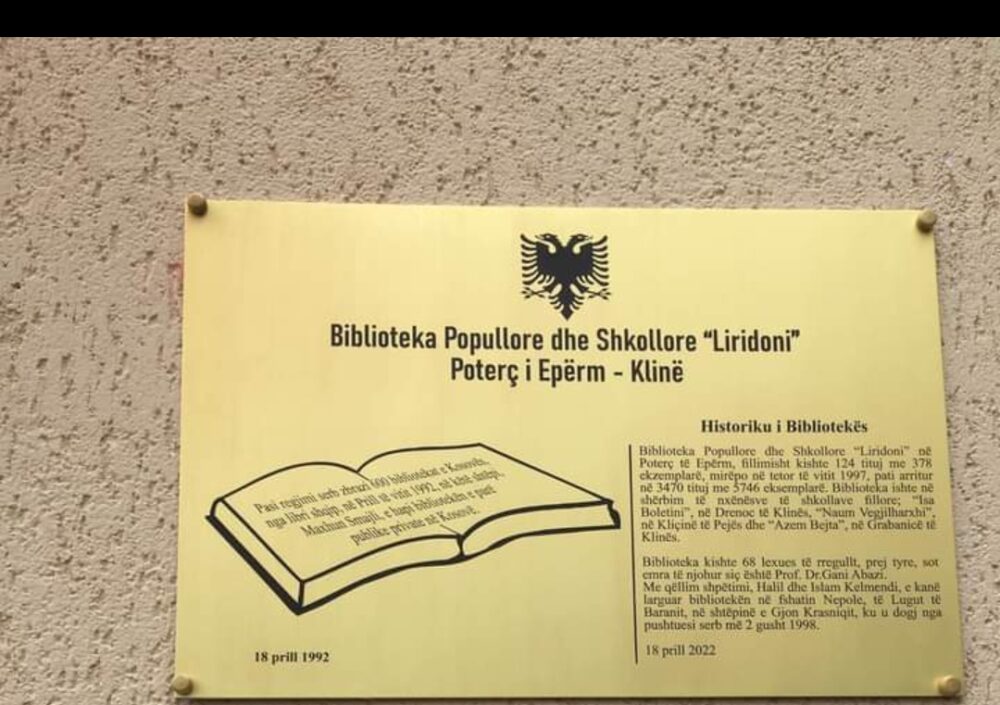 Biblioteka Popullore dhe Shkollore “Liridoni”
Poterç i Epërm - Klinë
Pasi regjimi serb zbrazi 600 bibliotekat e Kosovës,
nga libri shqip, në Prill të vitit 1992, në këtë shtëpi,
Maxhun Smajli, e hapi bibliotekën e parë
publike private në Kosovë.
18 prill 1992
Historiku i Bibliotekës
Biblioteka Popullore dhe Shkollore “Liridoni” në
Poterç të Epërm, fillimisht kishte 124 tituj me 378
ekzemplarë, mirëpo në tetor të vitit 1997, pati arritur
në 3470 tituj me 5746 eksemplarë. Biblioteka ishte në
shërbim të nxënësve të shkollave fillore; “Isa
Boletini”, në Drenoc të Klinës, “Naum Vegjilharxhi”,
në Kliçinë të Pejës dhe “Azem Bejta”, në Grabanicë të
Klinës.
Biblioteka kishte 68 lexues të rregullt, prej tyre, sot
emra të njohur siç është Prof. Dr.Gani Abazi.
Me qëllim shpëtimi, Halil dhe Islam Kelmendi, e kanë
larguar bibliotekën në fshatin Nepole, të Lugut të
Baranit, në shtëpinë e Gjon Krasniqit, ku u dogj nga
pushtuesi serb më 2 gusht 1998.
18 prill 2022